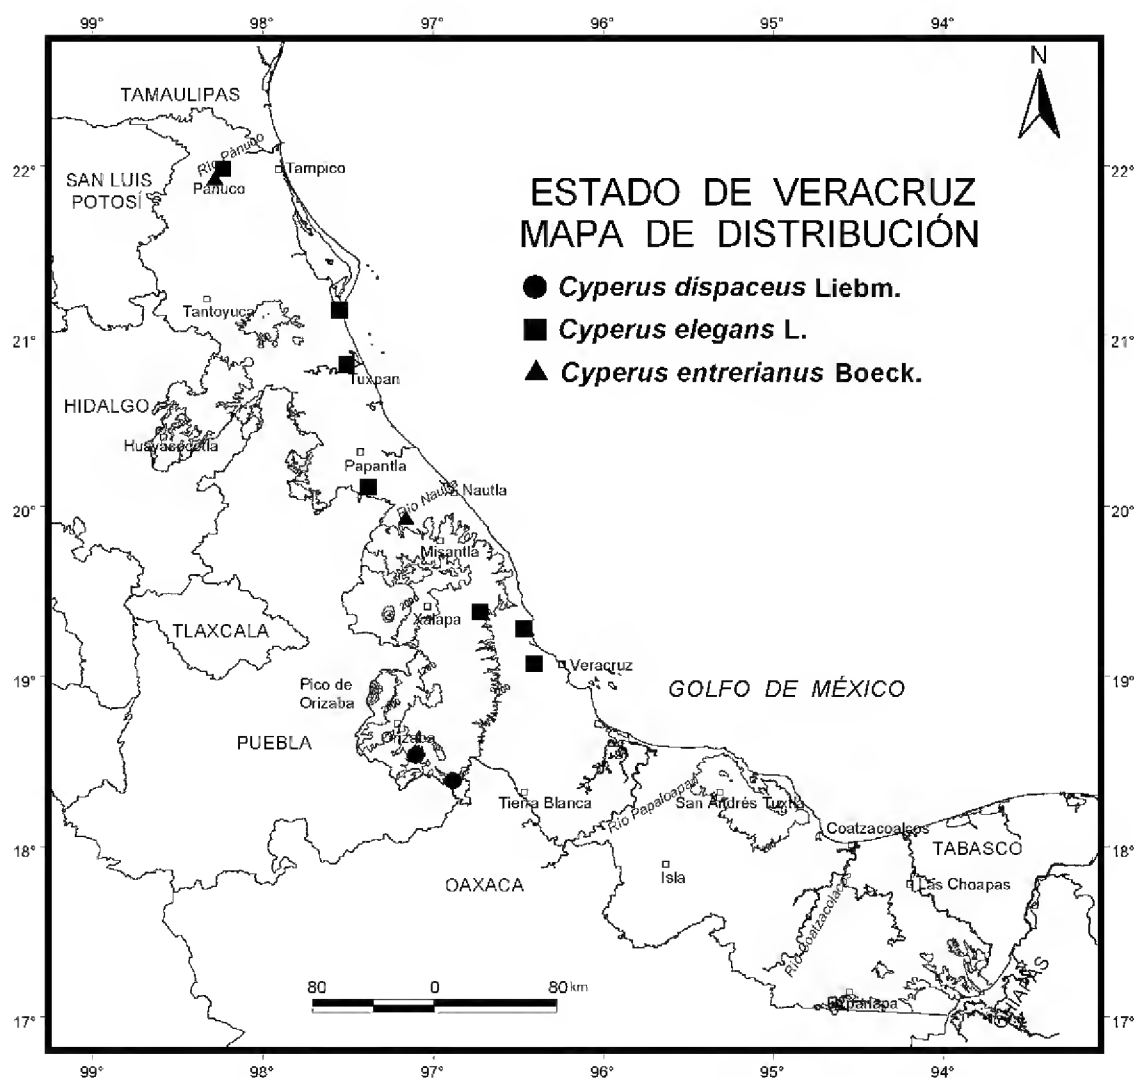 99° 98° 97° 96° 95° 94°
N
TAMAULIPAS
Río Pánuco
22° Tampico 22°
SAN LUIS
POTOSÍ
Pánuco
ESTADO DE VERACRUZ
MAPA DE DISTRIBUCIÓN
Cyperus dispaceus Liebm.
Cyperus elegans L.
Cyperus entrerianus Boeck.
Tantoyuca
21° 21°
Tuxpan
HIDALGO
Huayacocotla
Papantla
Nautla
Río Nautla
20° 20°
Misantla
2000
Xalapa
TLAXCALA
Veracruz
19° 19°
Pico de
Orizaba
GOLFO DE MÉXICO
PUEBLA
Orizaba
Tierra Blanca
Río Papaloapan
San Andrés Tuxtla
Coatzacoalcos
18° 18°
TABASCO
OAXACA
Isla
Las Choapas
Río Coatzacoalcos
CHIAPAS
80 0 80 km
Uxpanapa
17° 17°
99° 98° 97° 96° 95° 94°